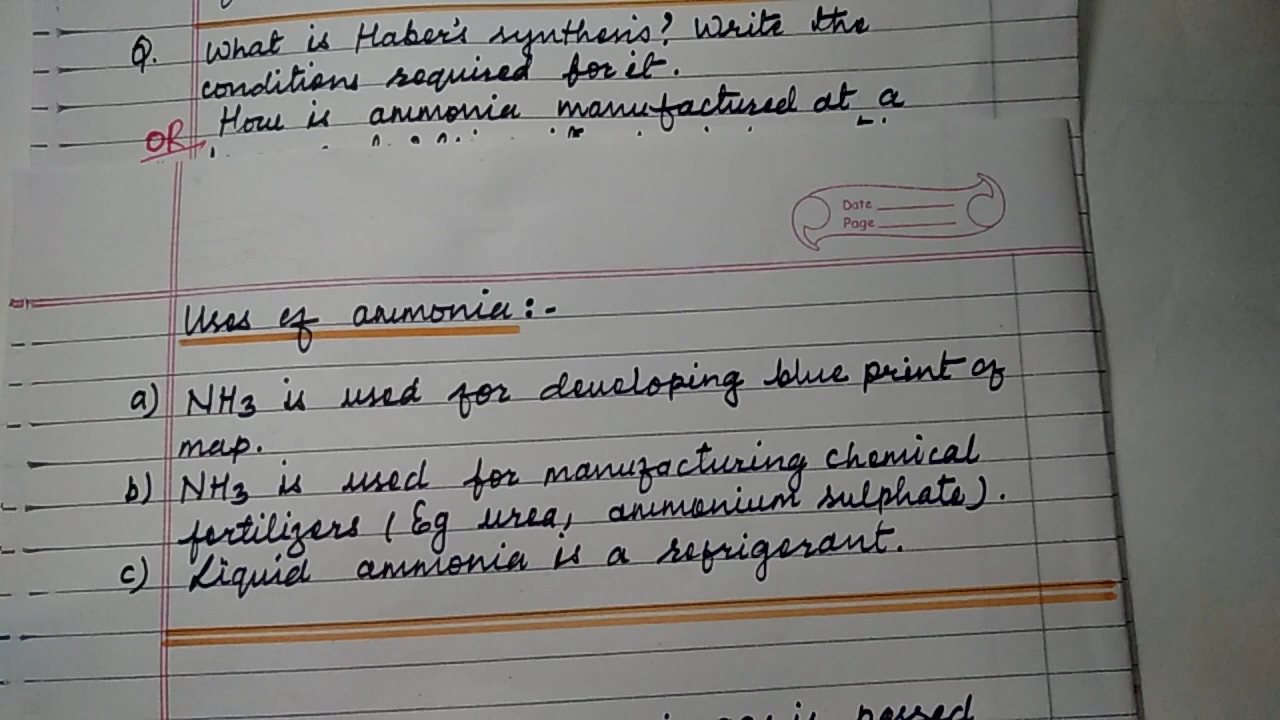 Q. What is Haber's synthesis? Write the
conditions required for it.
OR How is ammonia manufactured at a
Date
Page
Uses of ammonia:-
a) NH3 is used for developing blue print of
map.
b) NH3 is used for manufacturing chemical
fertilizers (Eg urea, ammonium sulphate).
c) Liquid ammonia is a refrigerant.
is passed